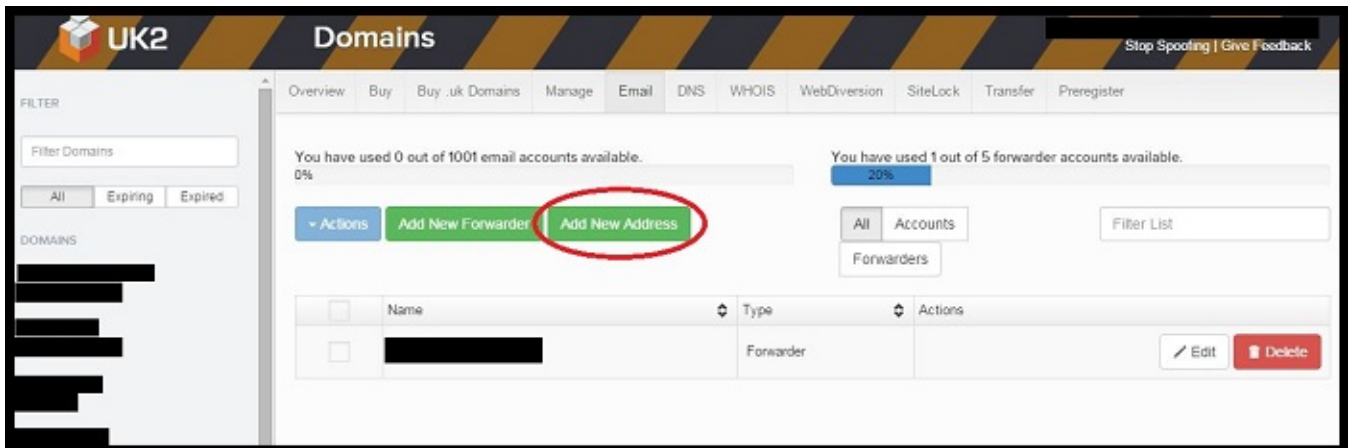 UK2
Domains
Stop Spoofing | Give Feedback
FILTER
Filter Domains
All Expiring Expired
DOMAINS
Overview Buy Buy .uk Domains Manage Email DNS WHOIS WebDiversion SiteLock Transfer Preregister
You have used 0 out of 1001 email accounts available.
0%
You have used 1 out of 5 forwarder accounts available.
20%
Actions Add New Forwarder Add New Address
All Accounts
Forwarders
Filter List
Name Type Actions
Forwarder Edit Delete